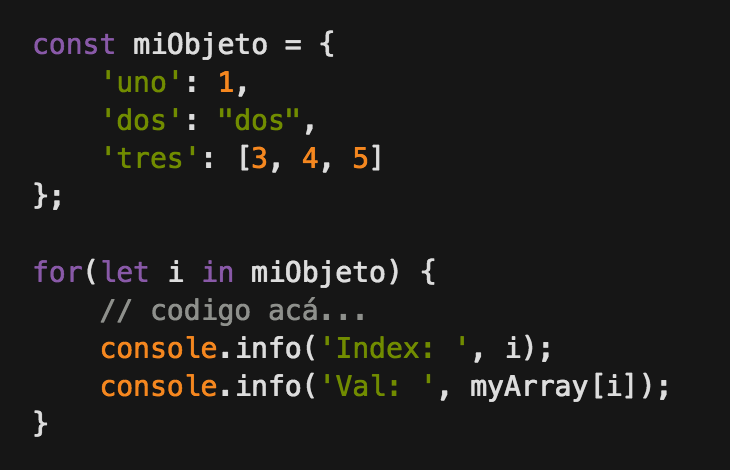 const miObjeto = {
    'uno': 1,
    'dos': "dos",
    'tres': [3, 4, 5]
};

for(let i in miObjeto) {
    // codigo acá...
    console.info('Index: ', i);
    console.info('Val: ', myArray[i]);
}